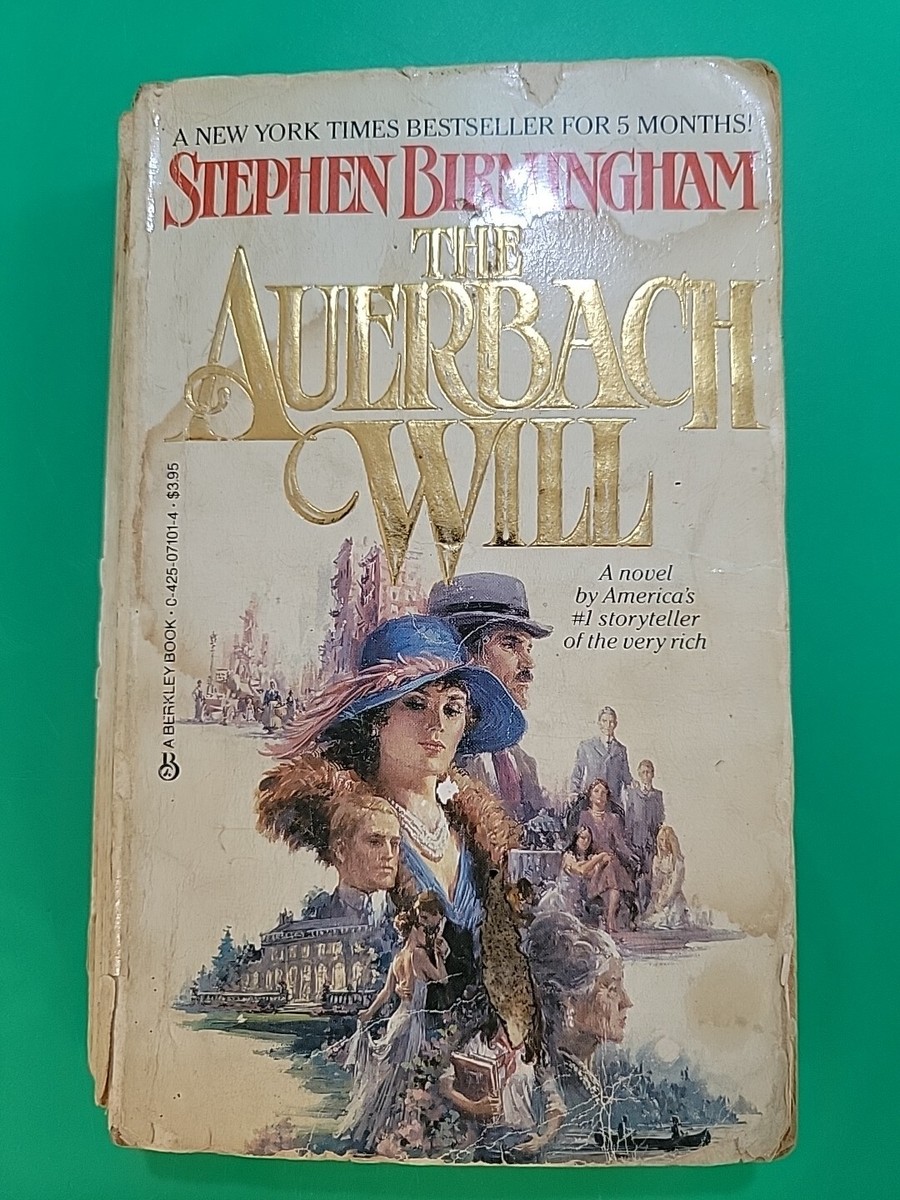 A NEW YORK TIMES BESTSELLER FOR 5 MONTHS!
STEPHEN BIRMINGHAM
THE
AUERBACH
WILL
A novel
by America's
#1 storyteller
of the very rich
A BERKLEY BOOK • 0-425-07101-4 • $3.95